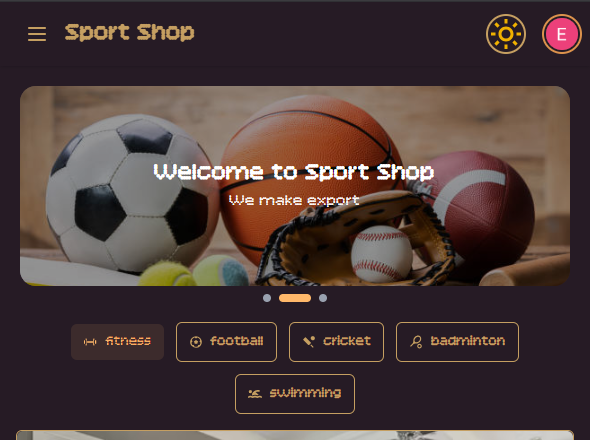 Sport Shop
E
Welcome to Sport Shop
We make export
fitness
football
cricket
badminton
swimming